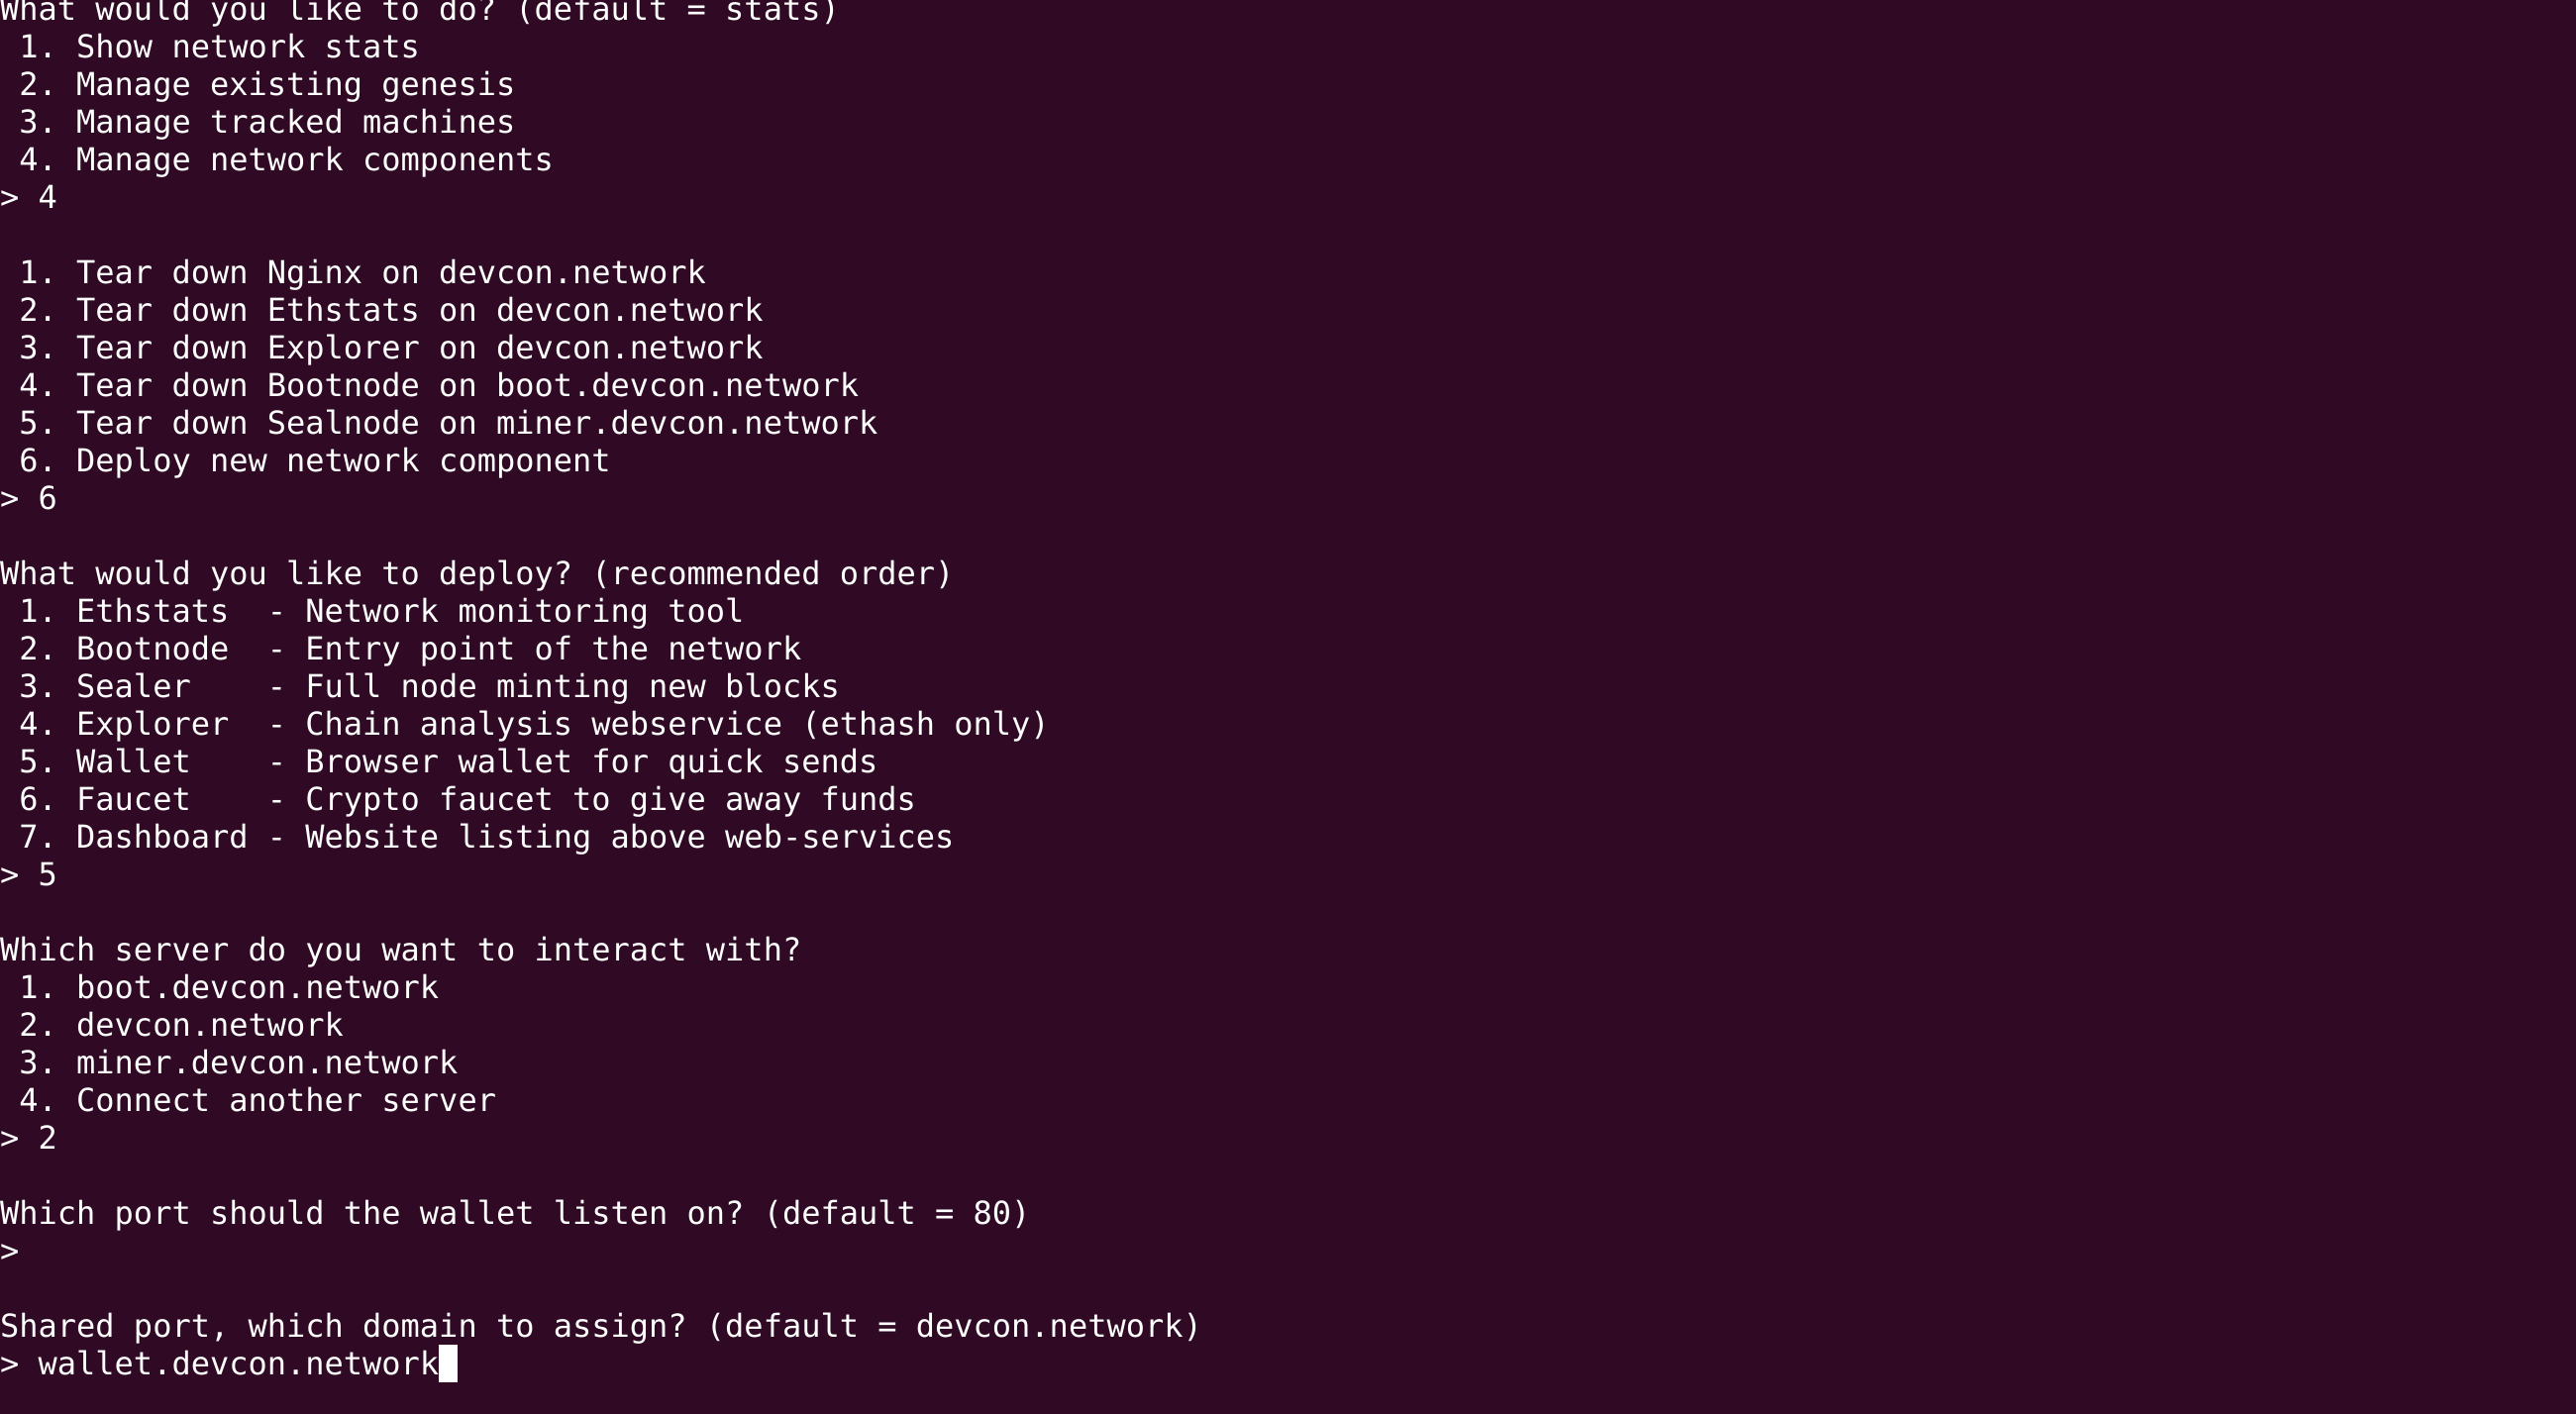 What would you like to do? (default = stats)
 1. Show network stats
 2. Manage existing genesis
 3. Manage tracked machines
 4. Manage network components
> 4

 1. Tear down Nginx on devcon.network
 2. Tear down Ethstats on devcon.network
 3. Tear down Explorer on devcon.network
 4. Tear down Bootnode on boot.devcon.network
 5. Tear down Sealnode on miner.devcon.network
 6. Deploy new network component
> 6

What would you like to deploy? (recommended order)
 1. Ethstats  - Network monitoring tool
 2. Bootnode  - Entry point of the network
 3. Sealer    - Full node minting new blocks
 4. Explorer  - Chain analysis webservice (ethash only)
 5. Wallet    - Browser wallet for quick sends
 6. Faucet    - Crypto faucet to give away funds
 7. Dashboard - Website listing above web-services
> 5

Which server do you want to interact with?
 1. boot.devcon.network
 2. devcon.network
 3. miner.devcon.network
 4. Connect another server
> 2

Which port should the wallet listen on? (default = 80)
>

Shared port, which domain to assign? (default = devcon.network)
> wallet.devcon.network